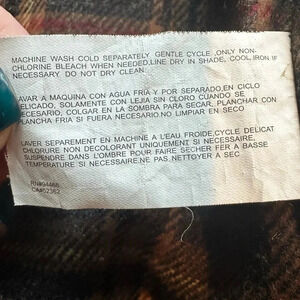 MACHINE WASH COLD SEPARATELY GENTLE CYCLE ,ONLY NON-
CHLORINE BLEACH WHEN NEEDED.LINE DRY IN SHADE, COOL IRON IF
NECESSARY DO NOT DRY CLEAN.
LAVAR A MAQUINA CON AGUA FRIA Y POR SEPARADO,EN CICLO
DELICADO, SOLAMENTE CON LEJIA SIN CLORO CUANDO SE
NECESARIO, COLGAR EN LA SOMBRA PARA SECAR, PLANCHAR CON
PLANCHA FRIA SI FUERA NECESARIO.NO LIMPIAR EN SECO
LAVER SEPAREMENT EN MACHINE A L'EAU FROIDE,CYCLE DELICAT
CHLORURE NON DECOLORANT UNIQUEMENT SI NECESSAIRE,
SUSPENDRE DANS L'OMBRE POUR FAIRE SECHER FER A BASSE
TEMPERATURE SI NECESSAIRE.NE PAS NETTOYER A SEC
RN#94466
CA#52362